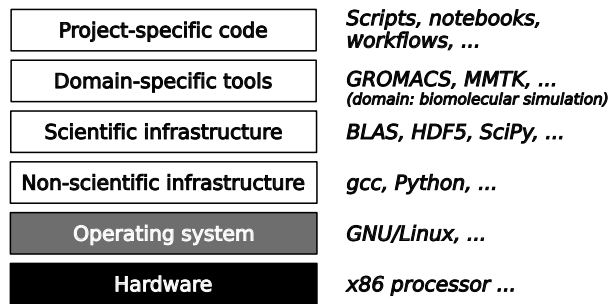 Project-specific code
Scripts, notebooks,
workflows, ...
Domain-specific tools
GROMACS, MMTK, ...
(domain: biomolecular simulation)
Scientific infrastructure
BLAS, HDF5, SciPy, ...
Non-scientific infrastructure
gcc, Python, ...
Operating system
GNU/Linux, ...
Hardware
x86 processor ...